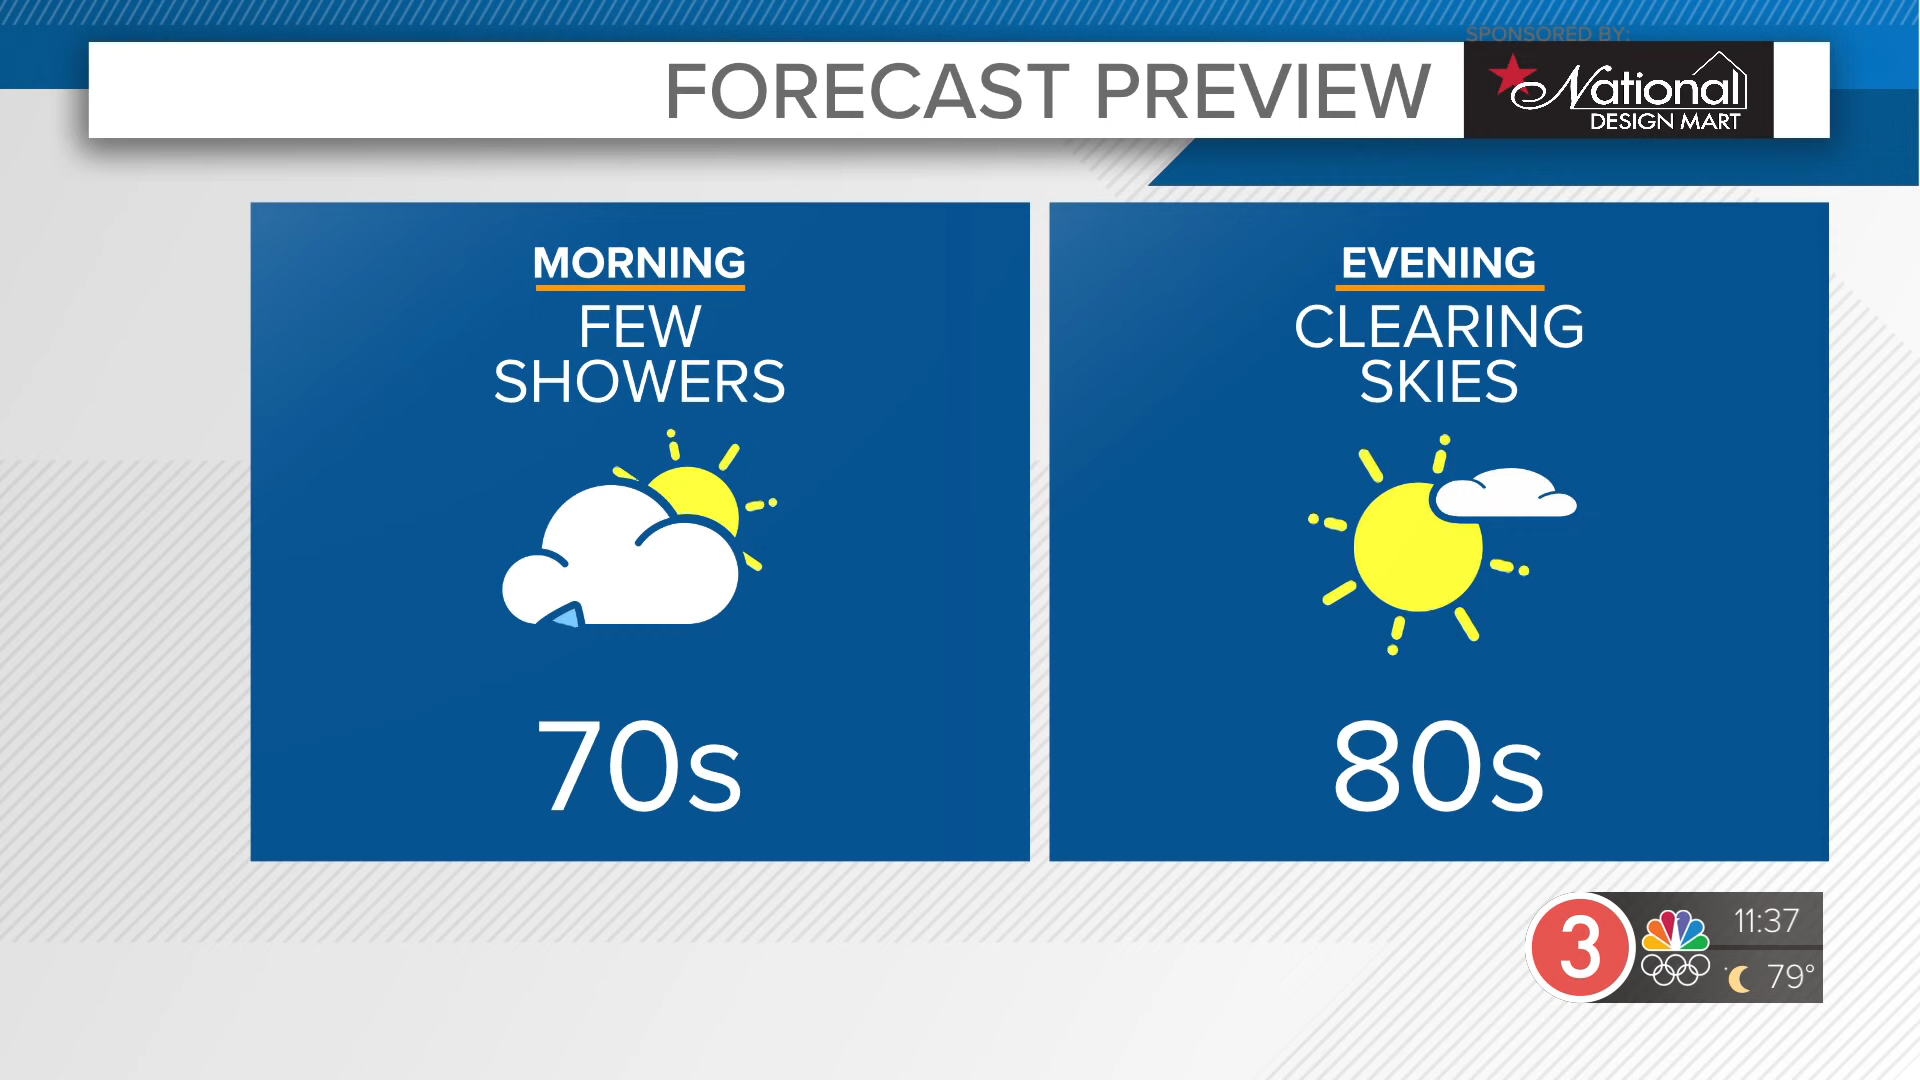 SPONSORED BY:
FORECAST PREVIEW
National
DESIGN MART
MORNING
FEW
SHOWERS
70s
EVENING
CLEARING
SKIES
80s
3
11:37
79°